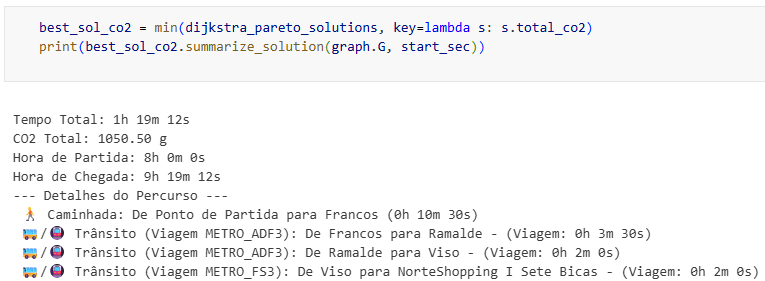 best_sol_co2 = min(dijkstra_pareto_solutions, key=lambda s: s.total_co2)
print(best_sol_co2.summarize_solution(graph.G, start_sec))
Tempo Total: 1h 19m 12s
CO2 Total: 1050.50 g
Hora de Partida: 8h 0m 0s
Hora de Chegada: 9h 19m 12s
--- Detalhes do Percurso ---
🚶 Caminhada: De Ponto de Partida para Francos (0h 10m 30s)
🚌/🚇 Trânsito (Viagem METRO_ADF3): De Francos para Ramalde - (Viagem: 0h 3m 30s)
🚌/🚇 Trânsito (Viagem METRO_ADF3): De Ramalde para Viso - (Viagem: 0h 2m 0s)
🚌/🚇 Trânsito (Viagem METRO_FS3): De Viso para NorteShopping I Sete Bicas - (Viagem: 0h 2m 0s)